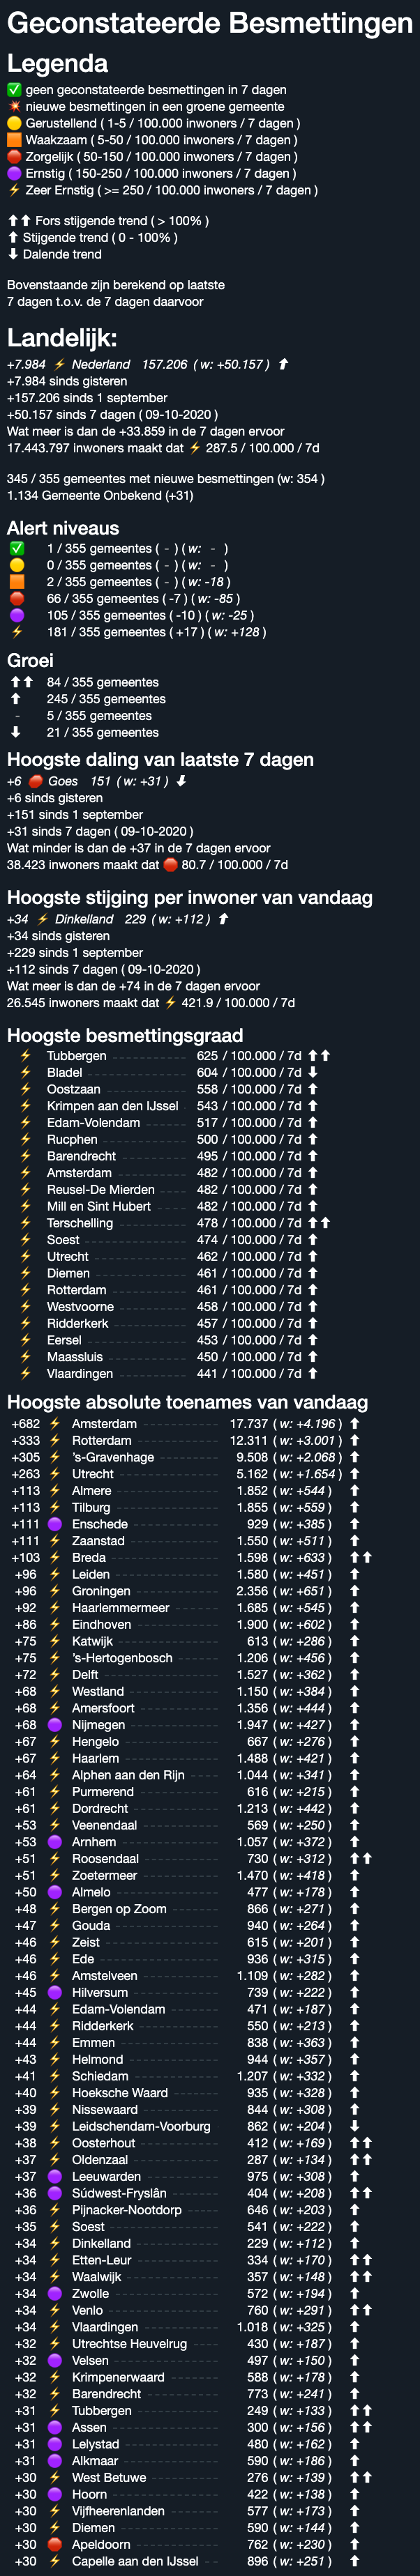 Geconstateerde Besmettingen
Legenda
✅ geen geconstateerde besmettingen in 7 dagen
💥 nieuwe besmettingen in een groene gemeente
🟡 Gerustellend ( 1-5 / 100.000 inwoners / 7 dagen )
🟧 Waakzaam ( 5-50 / 100.000 inwoners / 7 dagen )
🛑 Zorgelijk ( 50-150 / 100.000 inwoners / 7 dagen )
🟣 Ernstig ( 150-250 / 100.000 inwoners / 7 dagen )
⚡ Zeer Ernstig ( >= 250 / 100.000 inwoners / 7 dagen )
⬆⬆ Fors stijgende trend ( > 100% )
⬆ Stijgende trend ( 0 - 100% )
⬇ Dalende trend
Bovenstaande zijn berekend op laatste
7 dagen t.o.v. de 7 dagen daarvoor
Landelijk:
+7.984 ⚡ Nederland 157.206 ( w: +50.157 ) ⬆
+7.984 sinds gisteren
+157.206 sinds 1 september
+50.157 sinds 7 dagen ( 09-10-2020 )
Wat meer is dan de +33.859 in de 7 dagen ervoor
17.443.797 inwoners maakt dat ⚡ 287.5 / 100.000 / 7d
345 / 355 gemeentes met nieuwe besmettingen (w: 354 )
1.134 Gemeente Onbekend (+31)
Alert niveaus
✅ 1 / 355 gemeentes ( - ) ( w: - )
🟡 0 / 355 gemeentes ( - ) ( w: - )
🟧 2 / 355 gemeentes ( - ) ( w: -18 )
🛑 66 / 355 gemeentes ( -7 ) ( w: -85 )
🟣 105 / 355 gemeentes ( -10 ) ( w: -25 )
⚡ 181 / 355 gemeentes ( +17 ) ( w: +128 )
Groei
⬆⬆ 84 / 355 gemeentes
⬆ 245 / 355 gemeentes
- 5 / 355 gemeentes
⬇ 21 / 355 gemeentes
Hoogste daling van laatste 7 dagen
+6 🛑 Goes 151 ( w: +31 ) ⬇
+6 sinds gisteren
+151 sinds 1 september
+31 sinds 7 dagen ( 09-10-2020 )
Wat minder is dan de +37 in de 7 dagen ervoor
38.423 inwoners maakt dat 🛑 80.7 / 100.000 / 7d
Hoogste stijging per inwoner van vandaag
+34 ⚡ Dinkelland 229 ( w: +112 ) ⬆
+34 sinds gisteren
+229 sinds 1 september
+112 sinds 7 dagen ( 09-10-2020 )
Wat meer is dan de +74 in de 7 dagen ervoor
26.545 inwoners maakt dat ⚡ 421.9 / 100.000 / 7d
Hoogste besmettingsgraad
⚡ Tubbergen 625 / 100.000 / 7d ⬆⬆
⚡ Bladel 604 / 100.000 / 7d ⬇
⚡ Oostzaan 558 / 100.000 / 7d ⬆
⚡ Krimpen aan den IJssel 543 / 100.000 / 7d ⬆
⚡ Edam-Volendam 517 / 100.000 / 7d ⬆
⚡ Rucphen 500 / 100.000 / 7d ⬆
⚡ Barendrecht 495 / 100.000 / 7d ⬆
⚡ Amsterdam 482 / 100.000 / 7d ⬆
⚡ Reusel-De Mierden 482 / 100.000 / 7d ⬆
⚡ Mill en Sint Hubert 482 / 100.000 / 7d ⬆
⚡ Terschelling 478 / 100.000 / 7d ⬆⬆
⚡ Soest 474 / 100.000 / 7d ⬆
⚡ Utrecht 462 / 100.000 / 7d ⬆
⚡ Diemen 461 / 100.000 / 7d ⬆
⚡ Rotterdam 461 / 100.000 / 7d ⬆
⚡ Westvoorne 458 / 100.000 / 7d ⬆
⚡ Ridderkerk 457 / 100.000 / 7d ⬆
⚡ Eersel 453 / 100.000 / 7d ⬆
⚡ Maassluis 450 / 100.000 / 7d ⬆
⚡ Vlaardingen 441 / 100.000 / 7d ⬆
Hoogste absolute toenames van vandaag
+682 ⚡ Amsterdam 17.737 ( w: +4.196 ) ⬆
+333 ⚡ Rotterdam 12.311 ( w: +3.001 ) ⬆
+305 ⚡ 's-Gravenhage 9.508 ( w: +2.068 ) ⬆
+263 ⚡ Utrecht 5.162 ( w: +1.654 ) ⬆
+113 ⚡ Almere 1.852 ( w: +544 ) ⬆
+113 ⚡ Tilburg 1.855 ( w: +559 ) ⬆
+111 🟣 Enschede 929 ( w: +385 ) ⬆
+111 ⚡ Zaanstad 1.550 ( w: +511 ) ⬆
+103 ⚡ Breda 1.598 ( w: +633 ) ⬆⬆
+96 ⚡ Leiden 1.580 ( w: +451 ) ⬆
+96 ⚡ Groningen 2.356 ( w: +651 ) ⬆
+92 ⚡ Haarlemmermeer 1.685 ( w: +545 ) ⬆
+86 ⚡ Eindhoven 1.900 ( w: +602 ) ⬆
+75 ⚡ Katwijk 613 ( w: +286 ) ⬆
+75 ⚡ 's-Hertogenbosch 1.206 ( w: +456 ) ⬆
+72 ⚡ Delft 1.527 ( w: +362 ) ⬆
+68 ⚡ Westland 1.150 ( w: +384 ) ⬆
+68 ⚡ Amersfoort 1.356 ( w: +444 ) ⬆
+68 🟣 Nijmegen 1.947 ( w: +427 ) ⬆
+67 ⚡ Hengelo 667 ( w: +276 ) ⬆
+67 ⚡ Haarlem 1.488 ( w: +421 ) ⬆
+64 ⚡ Alphen aan den Rijn 1.044 ( w: +341 ) ⬆
+61 ⚡ Purmerend 616 ( w: +215 ) ⬆
+61 ⚡ Dordrecht 1.213 ( w: +442 ) ⬆
+53 ⚡ Veenendaal 569 ( w: +250 ) ⬆
+53 🟣 Arnhem 1.057 ( w: +372 ) ⬆
+51 ⚡ Roosendaal 730 ( w: +312 ) ⬆⬆
+51 ⚡ Zoetermeer 1.470 ( w: +418 ) ⬆
+50 🟣 Almelo 477 ( w: +178 ) ⬆
+48 ⚡ Bergen op Zoom 866 ( w: +271 ) ⬆
+47 ⚡ Gouda 940 ( w: +264 ) ⬆
+46 ⚡ Zeist 615 ( w: +201 ) ⬆
+46 ⚡ Ede 936 ( w: +315 ) ⬆
+46 ⚡ Amstelveen 1.109 ( w: +282 ) ⬆
+45 🟣 Hilversum 739 ( w: +222 ) ⬆
+44 ⚡ Edam-Volendam 471 ( w: +187 ) ⬆
+44 ⚡ Ridderkerk 550 ( w: +213 ) ⬆
+44 ⚡ Emmen 838 ( w: +363 ) ⬆
+43 ⚡ Helmond 944 ( w: +357 ) ⬆
+41 ⚡ Schiedam 1.207 ( w: +332 ) ⬆
+40 ⚡ Hoeksche Waard 935 ( w: +328 ) ⬆
+39 ⚡ Nissewaard 844 ( w: +308 ) ⬆
+39 ⚡ Leidschendam-Voorburg 862 ( w: +204 ) ⬇
+38 ⚡ Oosterhout 412 ( w: +169 ) ⬆⬆
+37 ⚡ Oldenzaal 287 ( w: +134 ) ⬆⬆
+37 🟣 Leeuwarden 975 ( w: +308 ) ⬆
+36 🟣 Súdwest-Fryslân 404 ( w: +208 ) ⬆⬆
+36 ⚡ Pijnacker-Nootdorp 646 ( w: +203 ) ⬆
+35 ⚡ Soest 541 ( w: +222 ) ⬆
+34 ⚡ Dinkelland 229 ( w: +112 ) ⬆
+34 ⚡ Etten-Leur 334 ( w: +170 ) ⬆⬆
+34 ⚡ Waalwijk 357 ( w: +148 ) ⬆⬆
+34 🟣 Zwolle 572 ( w: +194 ) ⬆
+34 ⚡ Venlo 760 ( w: +291 ) ⬆⬆
+34 ⚡ Vlaardingen 1.018 ( w: +325 ) ⬆
+32 ⚡ Utrechtse Heuvelrug 430 ( w: +187 ) ⬆
+32 🟣 Velsen 497 ( w: +150 ) ⬆
+32 ⚡ Krimpenerwaard 588 ( w: +178 ) ⬆
+32 ⚡ Barendrecht 773 ( w: +241 ) ⬆
+31 ⚡ Tubbergen 249 ( w: +133 ) ⬆⬆
+31 🟣 Assen 300 ( w: +156 ) ⬆⬆
+31 🟣 Lelystad 480 ( w: +162 ) ⬆
+31 🟣 Alkmaar 590 ( w: +186 ) ⬆
+30 ⚡ West Betuwe 276 ( w: +139 ) ⬆⬆
+30 🟣 Hoorn 422 ( w: +138 ) ⬆
+30 ⚡ Vijfheerenlanden 577 ( w: +173 ) ⬆
+30 ⚡ Diemen 590 ( w: +144 ) ⬆
+30 🛑 Apeldoorn 762 ( w: +230 ) ⬆
+30 ⚡ Capelle aan den IJssel 896 ( w: +251 ) ⬆